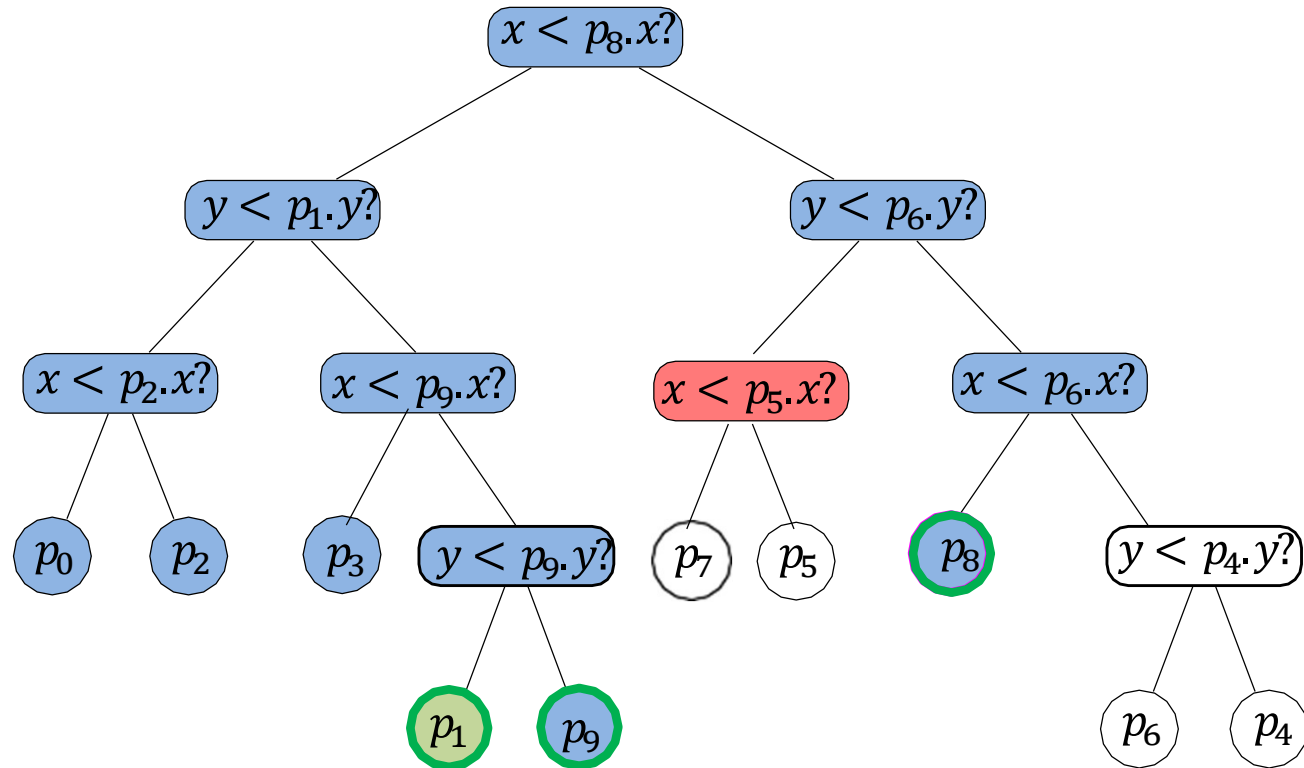 x < p₈.x?
y < p₁.y?
y < p₆.y?
x < p₂.x?
x < p₉.x?
x < p₅.x?
x < p₆.x?
p₀
p₂
p₃
y < p₉.y?
p₇
p₅
p₈
y < p₄.y?
p₁
p₉
p₆
p₄